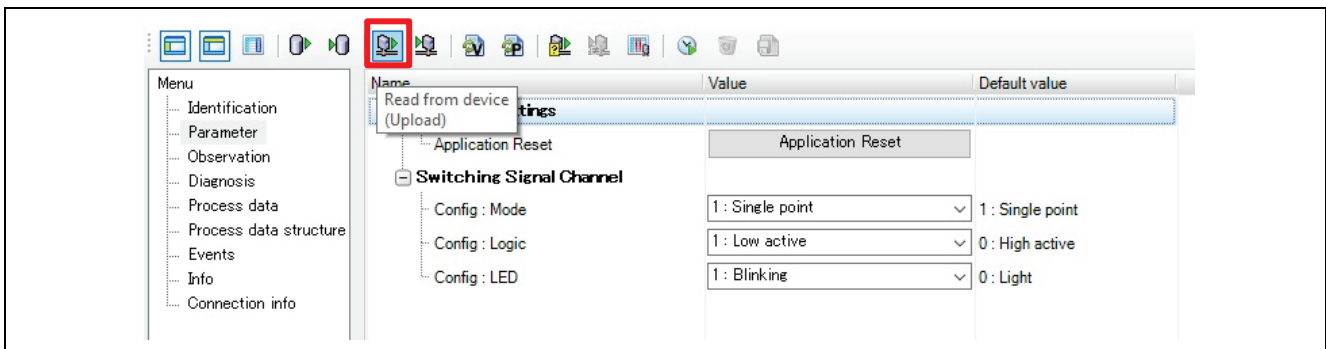 Menu
Identification
Parameter
Observation
Diagnosis
Process data
Process data structure
Events
Info
Connection info
Name Value Default value
Read from device
(Upload)
tings
Application Reset Application Reset
Switching Signal Channel
Config : Mode 1 : Single point 1 : Single point
Config : Logic 1 : Low active 0 : High active
Config : LED 1 : Blinking 0 : Light